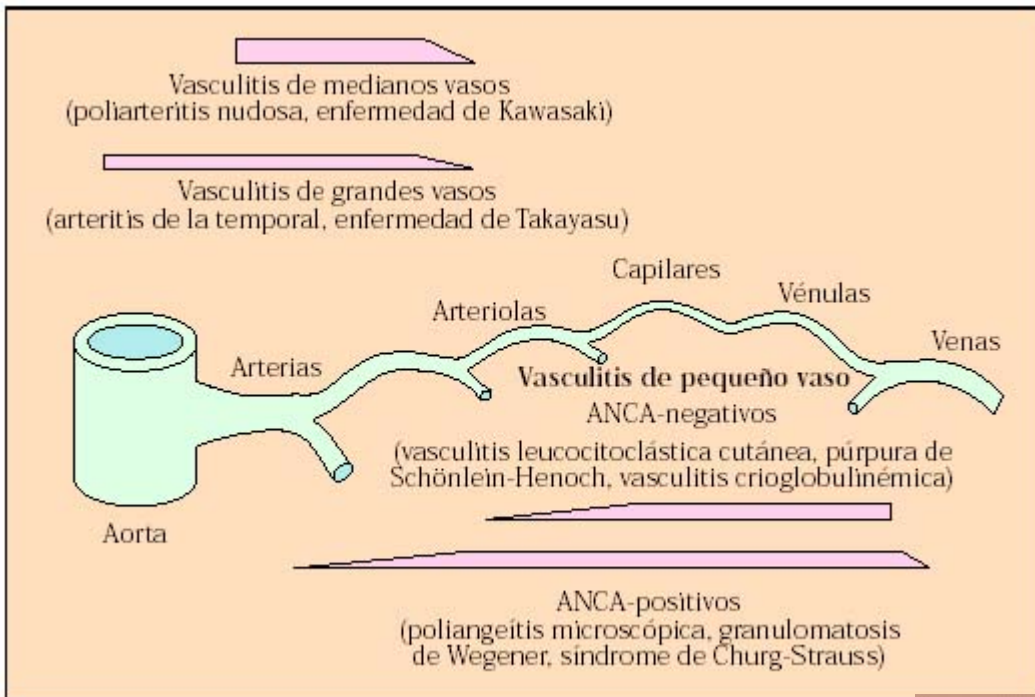 Vasculitis de medianos vasos
(poliarteritis nudosa, enfermedad de Kawasaki)
Vasculitis de grandes vasos
(arteritis de la temporal, enfermedad de Takayasu)
Capilares
Arteriolas
Vénulas
Arterias
Venas
Vasculitis de pequeño vaso
ANCA-negativos
(vasculitis leucocitoclástica cutánea, púrpura de
Schönlein-Henoch, vasculitis crioglobulinémica)
Aorta
ANCA-positivos
(poliangeítis microscópica, granulomatosis
de Wegener, síndrome de Churg-Strauss)